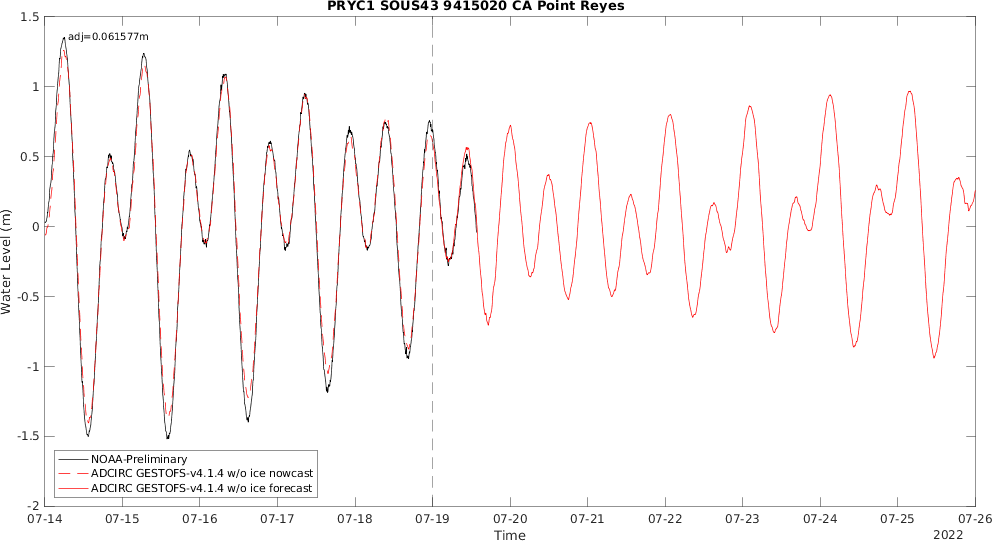 PRYC1 SOUS43 9415020 CA Point Reyes
adj=0.061577m
1.5
1
0.5
0
-0.5
-1
-1.5
-2
Water Level (m)
NOAA-Preliminary
ADCIRC GESTOFS-v4.1.4 w/o ice nowcast
ADCIRC GESTOFS-v4.1.4 w/o ice forecast
07-14 07-15 07-16 07-17 07-18 07-19 07-20 07-21 07-22 07-23 07-24 07-25 07-26
Time
2022